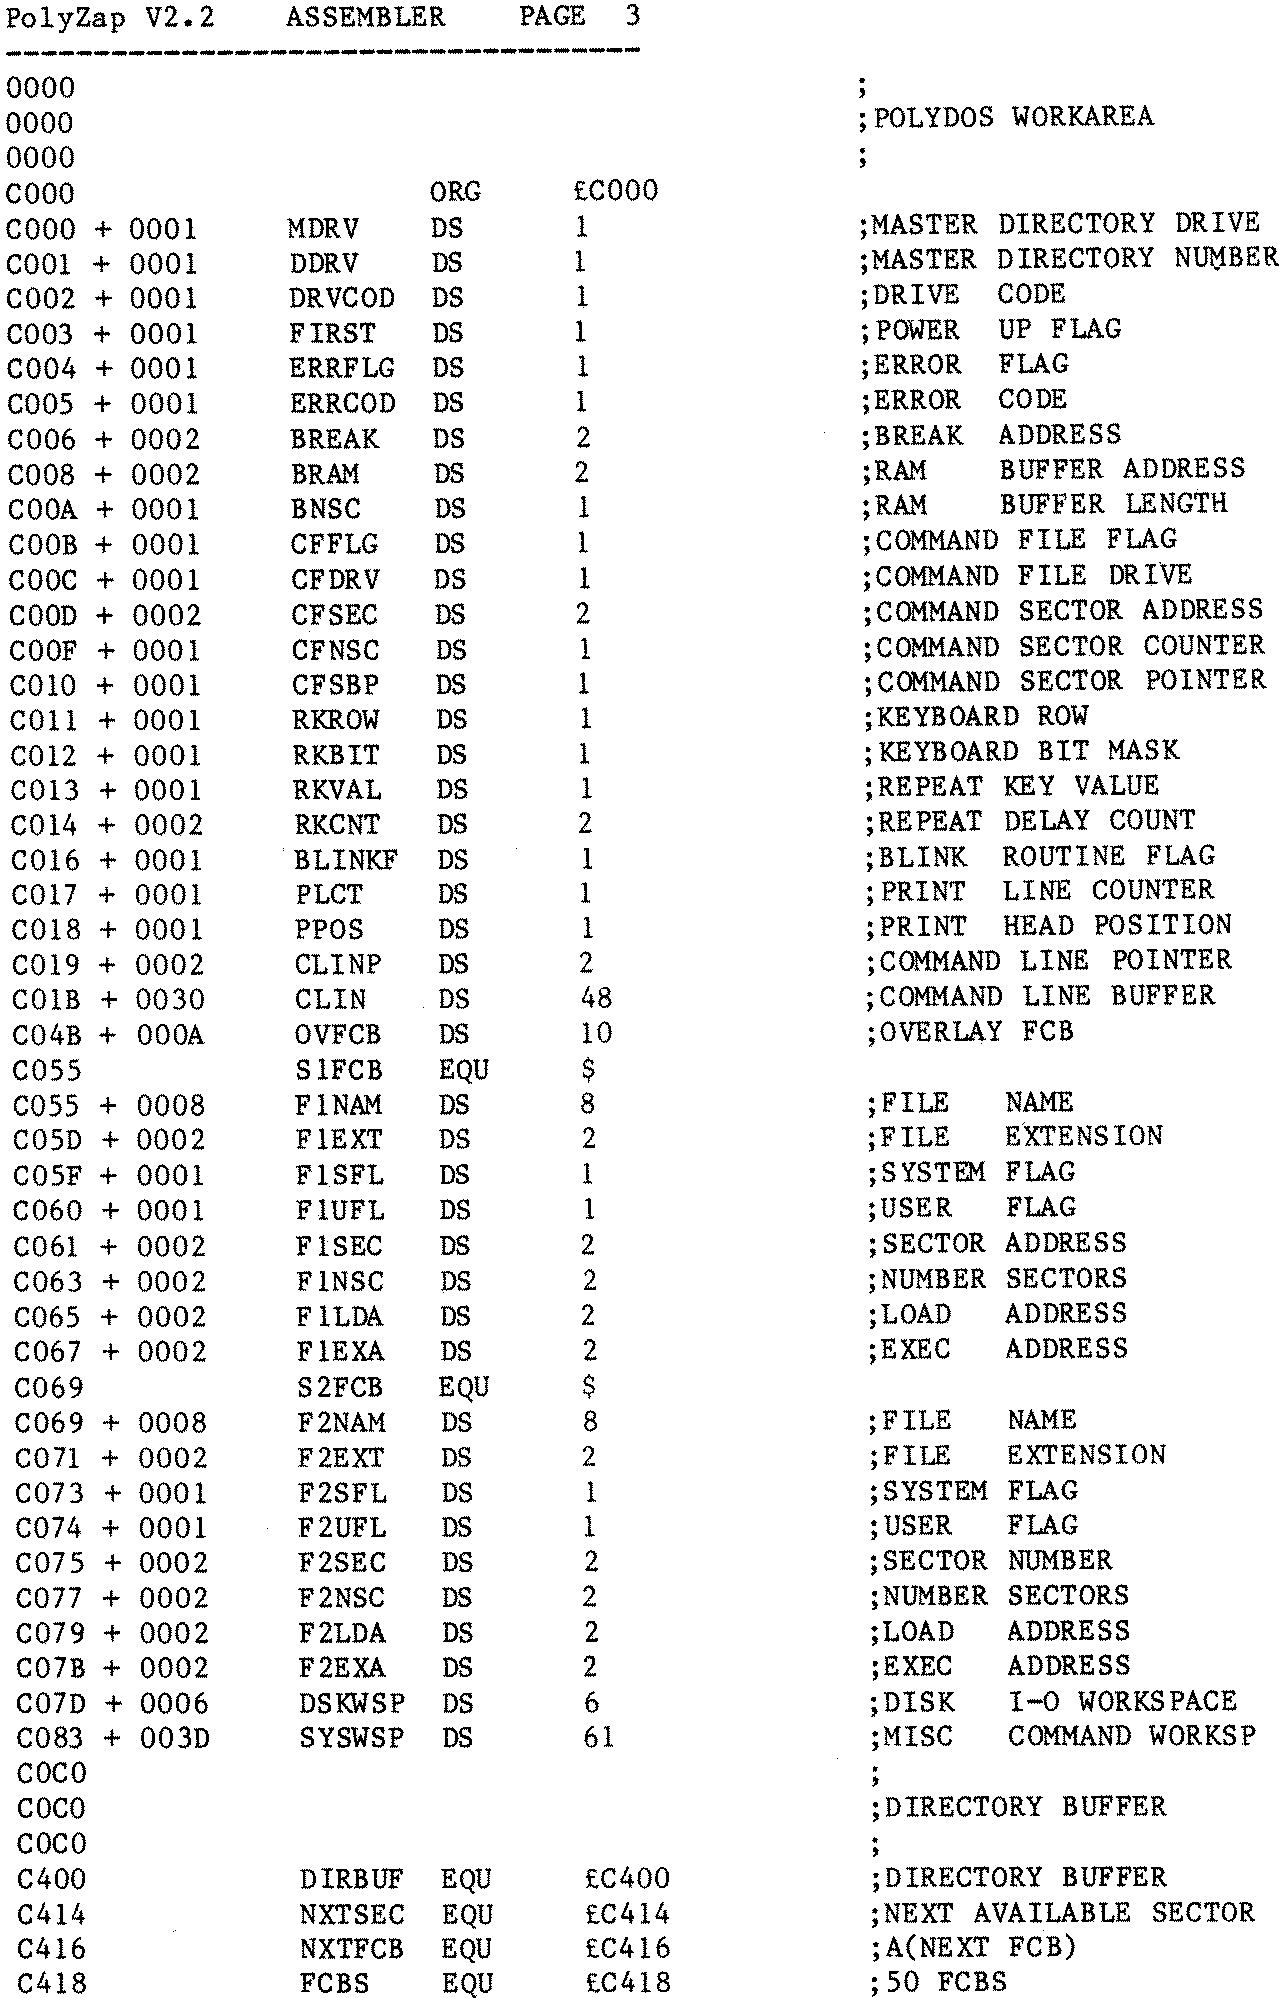 PolyZap V2.2    ASSEMBLER    PAGE  3
----------------------------------------
0000                                            ;
0000                                            ;POLYDOS WORKAREA
0000                                            ;
C000                    ORG     £C000
C000 + 0001     MDRV    DS      1               ;MASTER DIRECTORY DRIVE
C001 + 0001     DDRV    DS      1               ;MASTER DIRECTORY NUMBER
C002 + 0001     DRVCOD  DS      1               ;DRIVE  CODE
C003 + 0001     FIRST   DS      1               ;POWER  UP FLAG
C004 + 0001     ERRFLG  DS      1               ;ERROR  FLAG
C005 + 0001     ERRCOD  DS      1               ;ERROR  CODE
C006 + 0002     BREAK   DS      2               ;BREAK  ADDRESS
C008 + 0002     BRAM    DS      2               ;RAM    BUFFER ADDRESS
C00A + 0001     BNSC    DS      1               ;RAM    BUFFER LENGTH
C00B + 0001     CFFLG   DS      1               ;COMMAND FILE FLAG
C00C + 0001     CFDRV   DS      1               ;COMMAND FILE DRIVE
C00D + 0002     CFSEC   DS      2               ;COMMAND SECTOR ADDRESS
C00F + 0001     CFNSC   DS      1               ;COMMAND SECTOR COUNTER
C010 + 0001     CFSBP   DS      1               ;COMMAND SECTOR POINTER
C011 + 0001     RKROW   DS      1               ;KEYBOARD ROW
C012 + 0001     RKBIT   DS      1               ;KEYBOARD BIT MASK
C013 + 0001     RKVAL   DS      1               ;REPEAT KEY VALUE
C014 + 0002     RKCNT   DS      2               ;REPEAT DELAY COUNT
C016 + 0001     BLINKF  DS      1               ;BLINK  ROUTINE FLAG
C017 + 0001     PLCT    DS      1               ;PRINT  LINE COUNTER
C018 + 0001     PPOS    DS      1               ;PRINT  HEAD POSITION
C019 + 0002     CLINP   DS      2               ;COMMAND LINE POINTER
C01B + 0030     CLIN    DS      48              ;COMMAND LINE BUFFER
C04B + 000A     OVFCB   DS      10              ;OVERLAY FCB
C055            S1FCB   EQU     $
C055 + 0008     F1NAM   DS      8               ;FILE   NAME
C05D + 0002     F1EXT   DS      2               ;FILE   EXTENSION
C05F + 0001     F1SFL   DS      1               ;SYSTEM FLAG
C060 + 0001     F1UFL   DS      1               ;USER   FLAG
C061 + 0002     F1SEC   DS      2               ;SECTOR ADDRESS
C063 + 0002     F1NSC   DS      2               ;NUMBER SECTORS
C065 + 0002     F1LDA   DS      2               ;LOAD   ADDRESS
C067 + 0002     F1EXA   DS      2               ;EXEC   ADDRESS
C069            S2FCB   EQU     $
C069 + 0008     F2NAM   DS      8               ;FILE   NAME
C071 + 0002     F2EXT   DS      2               ;FILE   EXTENSION
C073 + 0001     F2SFL   DS      1               ;SYSTEM FLAG
C074 + 0001     F2UFL   DS      1               ;USER   FLAG
C075 + 0002     F2SEC   DS      2               ;SECTOR NUMBER
C077 + 0002     F2NSC   DS      2               ;NUMBER SECTORS
C079 + 0002     F2LDA   DS      2               ;LOAD   ADDRESS
C07B + 0002     F2EXA   DS      2               ;EXEC   ADDRESS
C07D + 0006     DSKWSP  DS      6               ;DISK   I-O WORKSPACE
C083 + 003D     SYSWSP  DS      61              ;MISC   COMMAND WORKSP
C0C0                                            ;
C0C0                                            ;DIRECTORY BUFFER
C0C0                                            ;
C400            DIRBUF  EQU     £C400           ;DIRECTORY BUFFER
C414            NXTSEC  EQU     £C414           ;NEXT AVAILABLE SECTOR
C416            NXTFCB  EQU     £C416           ;A(NEXT FCB)
C418            FCBS    EQU     £C418           ;50 FCBS